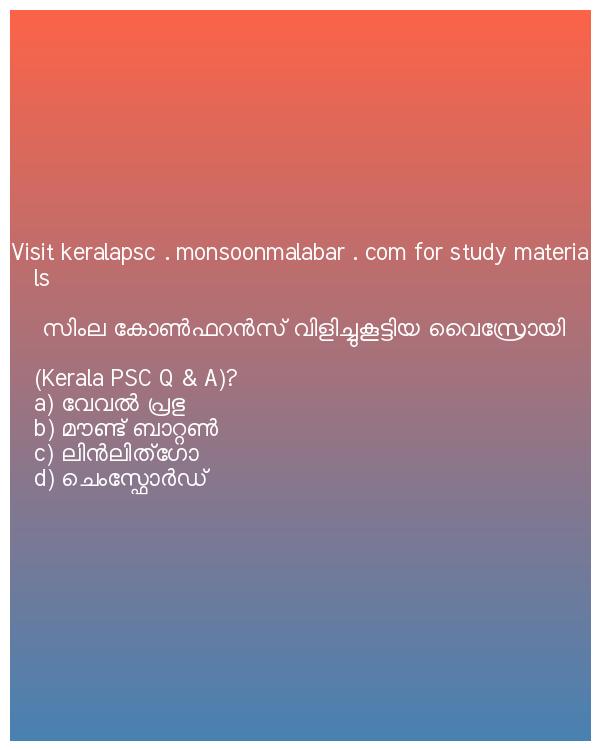 Visit keralapsc . monsoonmalabar . com for study materia
ls
സിംല കോൺഫറൻസ് വിളിച്ചുകൂട്ടിയ വൈസ്രോയി
(Kerala PSC Q & A)?
a) വേവൽ പ്രഭു
b) മൗണ്ട് ബാറ്റൺ
c) ലിൻലിത്ഗോ
d) ചെംസ്ഫോർഡ്